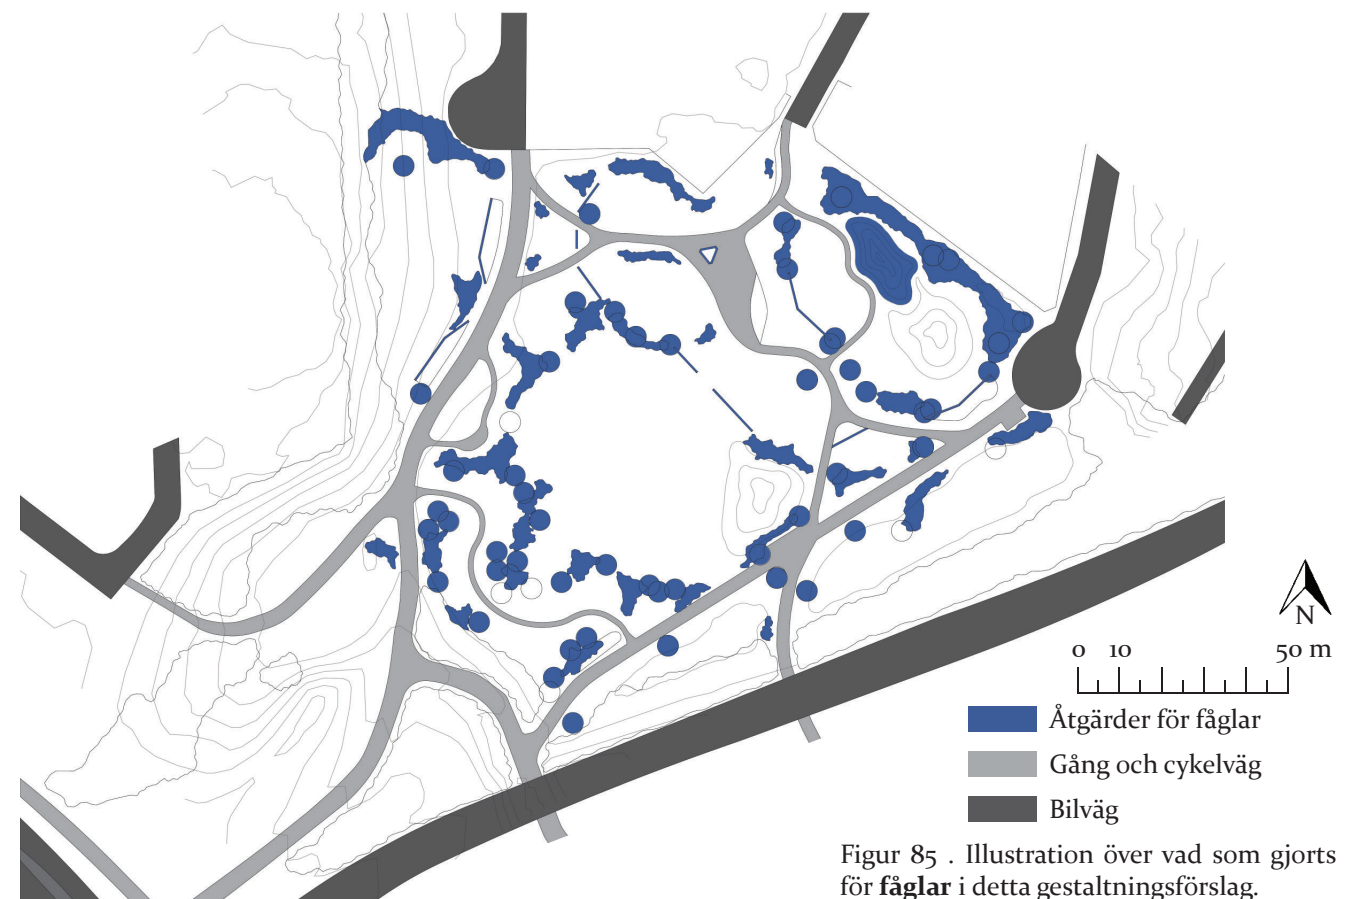 N
0 10 50 m
Åtgärder för fåglar
Gång och cykelväg
Bilväg
Figur 85 . Illustration över vad som gjorts
för fåglar i detta gestaltningsförslag.